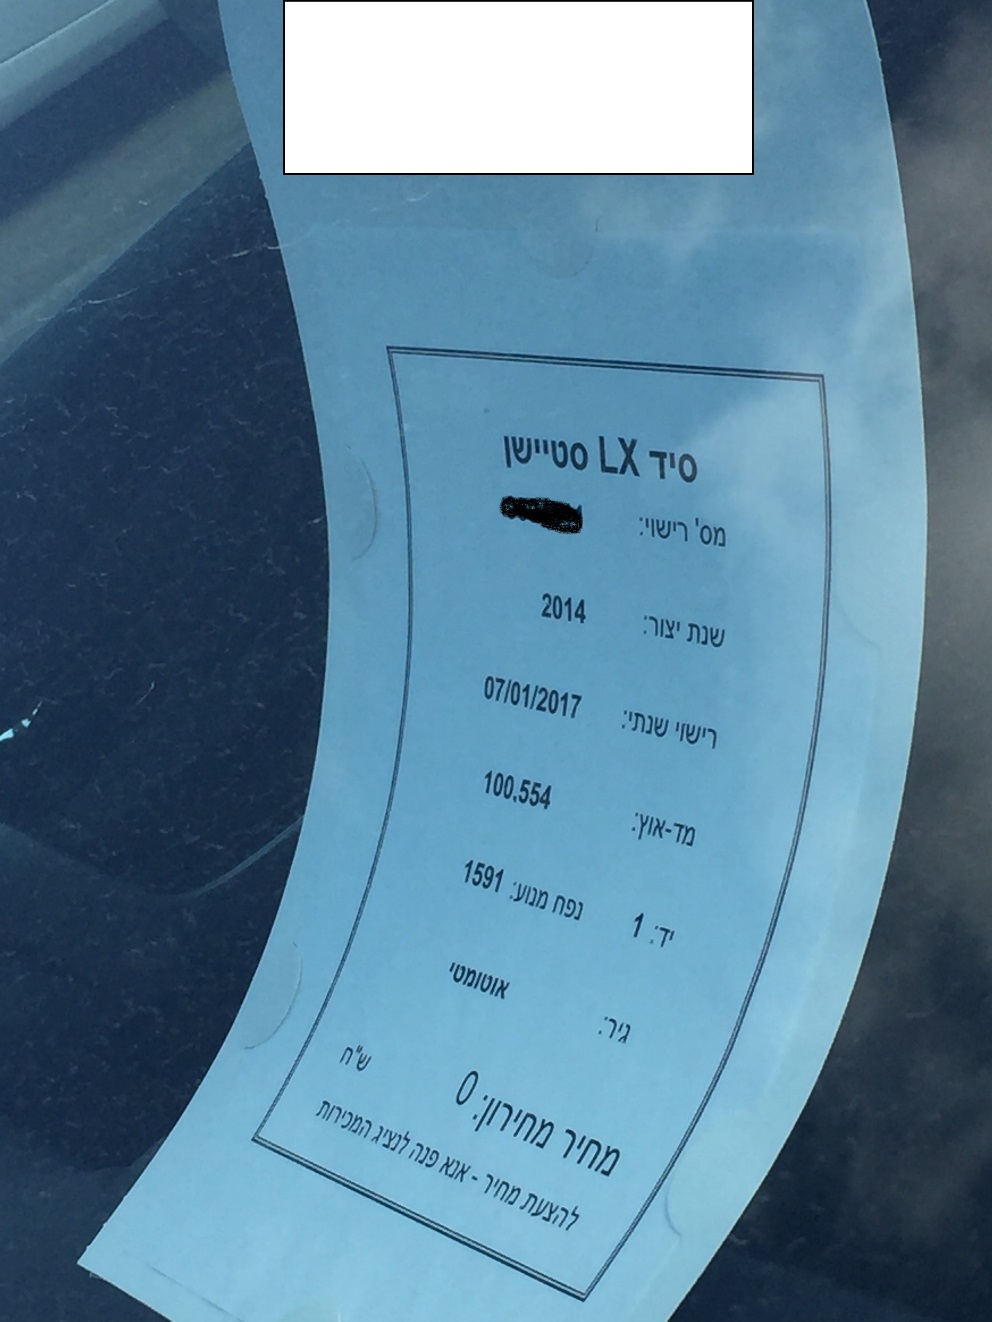 סיד LX סטיישן
מס' רישוי:
שנת יצור: 2014
רישוי שנתי: 07/01/2017
מד-אוץ: 100.554
יד: 1 נפח מנוע: 1591
גיר: אוטומטי
מחיר מחירון: 0 ש"ח
להצעת מחיר - אנא פנה לנציג המכירות